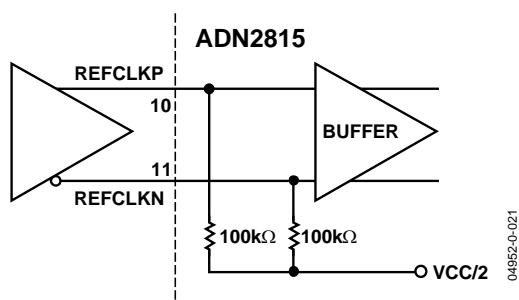 ADN2815
REFCLKP
10
BUFFER
11
REFCLKN
100kΩ 100kΩ
VCC/2
04952-0-021